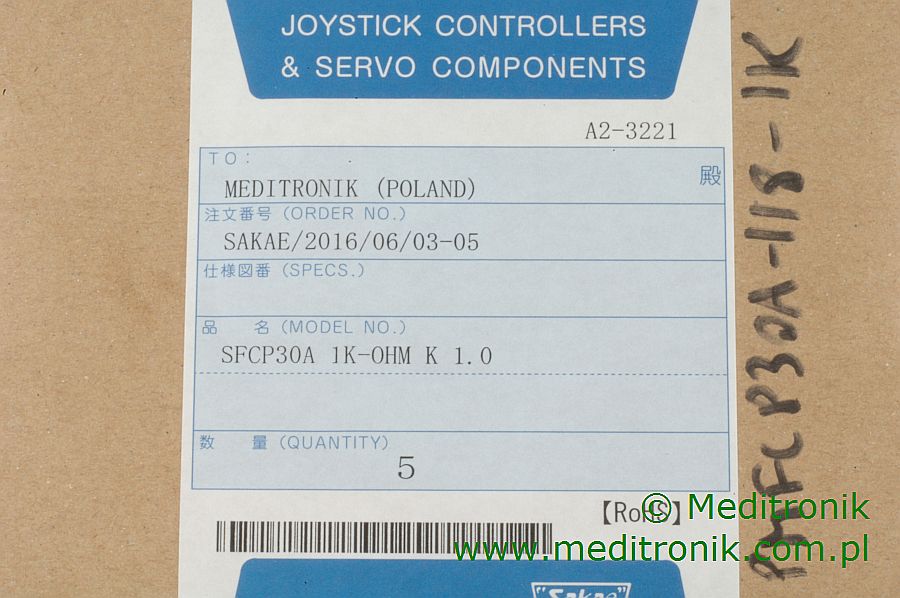 JOYSTICK CONTROLLERS
& SERVO COMPONENTS
A2-3221
TO:
MEDITRONIK (POLAND)
殿
注文番号 (ORDER NO.)
SAKAE/2016/06/03-05
仕様図番 (SPECS.)
品 名 (MODEL NO.)
SFCP30A 1K-OHM K 1.0
数 量 (QUANTITY)
5
【RoHS】
© Meditronik
www.meditronik.com.pl
"Sakae"
PMFCP30A-118-1K